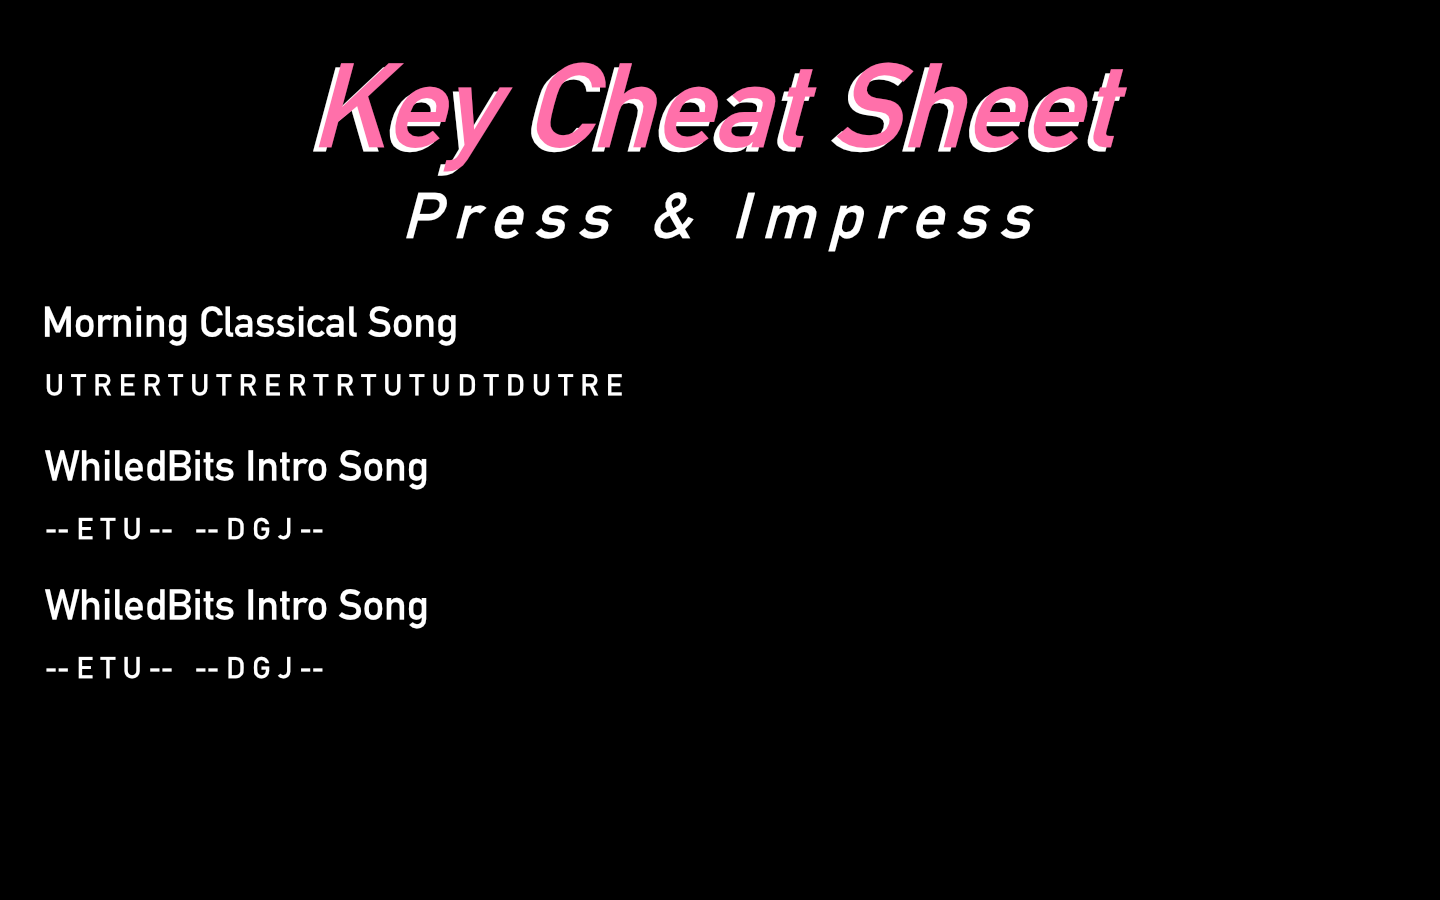 Key Cheat Sheet
Press & Impress
Morning Classical Song
U T R E R T U T R E R T R T U T U D T D U T R E
WhiledBits Intro Song
-- E T U -- -- D G J --
WhiledBits Intro Song
-- E T U -- -- D G J --